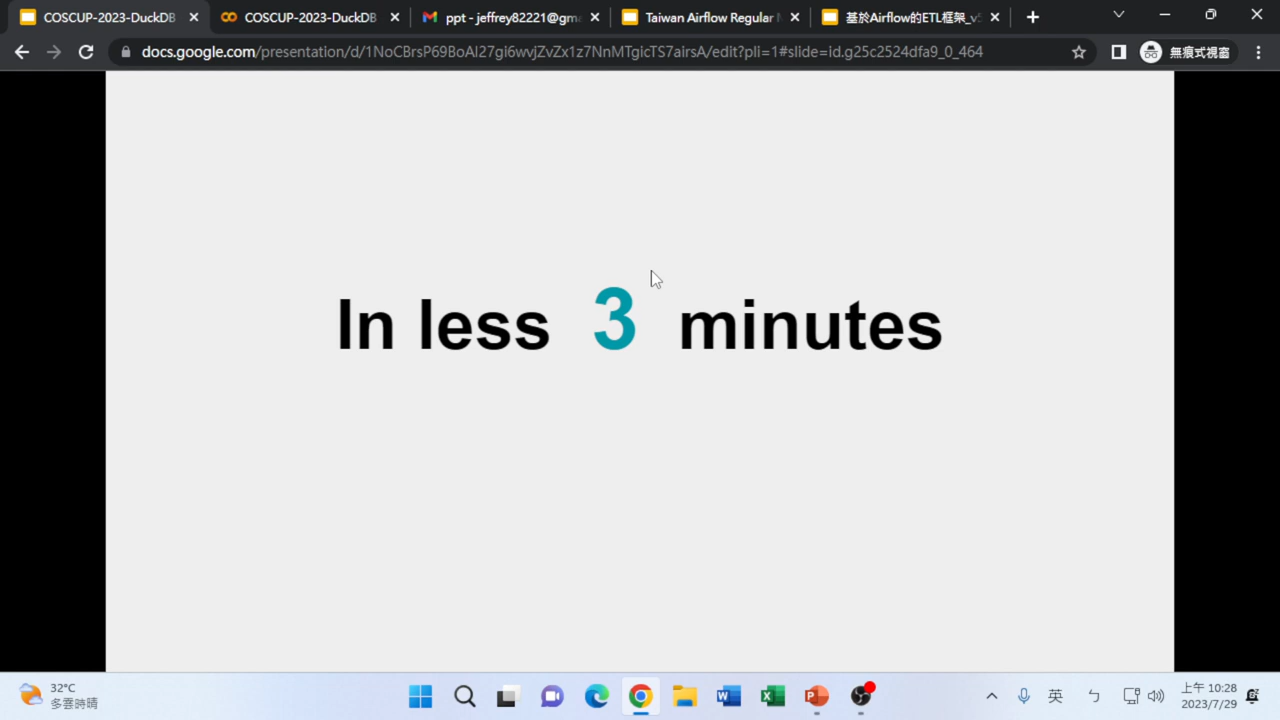 COSCUP-2023-DuckDB
COSCUP-2023-DuckDB
ppt - jeffrey82221@gm
Taiwan Airflow Regular
基於Airflow的ETL框架_v
docs.google.com/presentation/d/1NoCBrsP69BoAI27gi6wvjZvZx1z7NnMTgicTS7airsA/edit?pli=1#slide=id.g25c2524dfa9_0_464
無痕式視窗
In less 3 minutes
32°C
多雲時晴
英
ㄅ
上午 10:28
2023/7/29